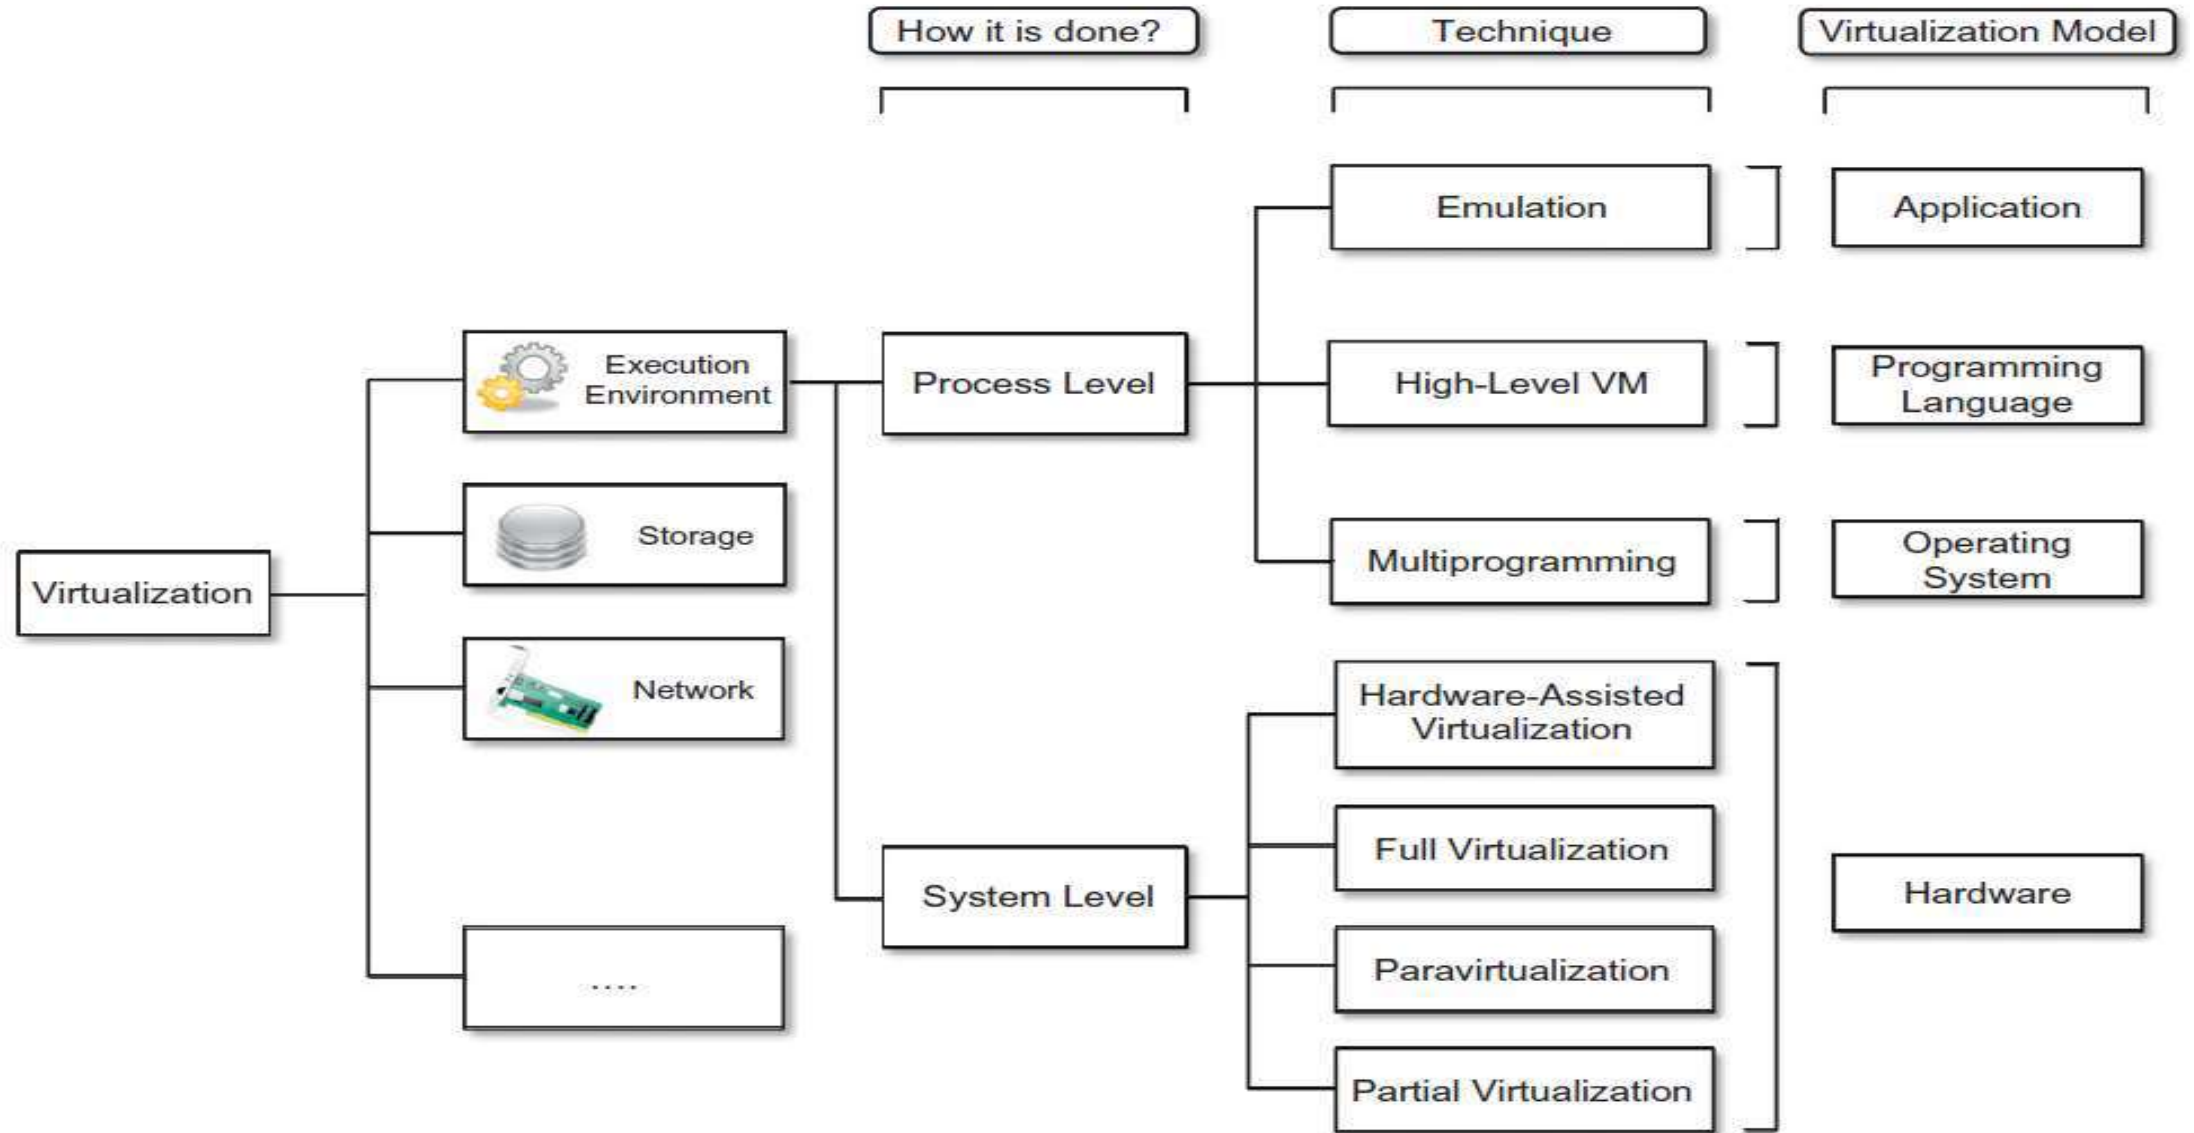 How it is done?
Technique
Virtualization Model
Emulation
Application
Execution
Environment
Process Level
High-Level VM
Programming
Language
Storage
Multiprogramming
Operating
System
Virtualization
Network
Hardware-Assisted
Virtualization
Full Virtualization
System Level
Hardware
Paravirtualization
....
Partial Virtualization